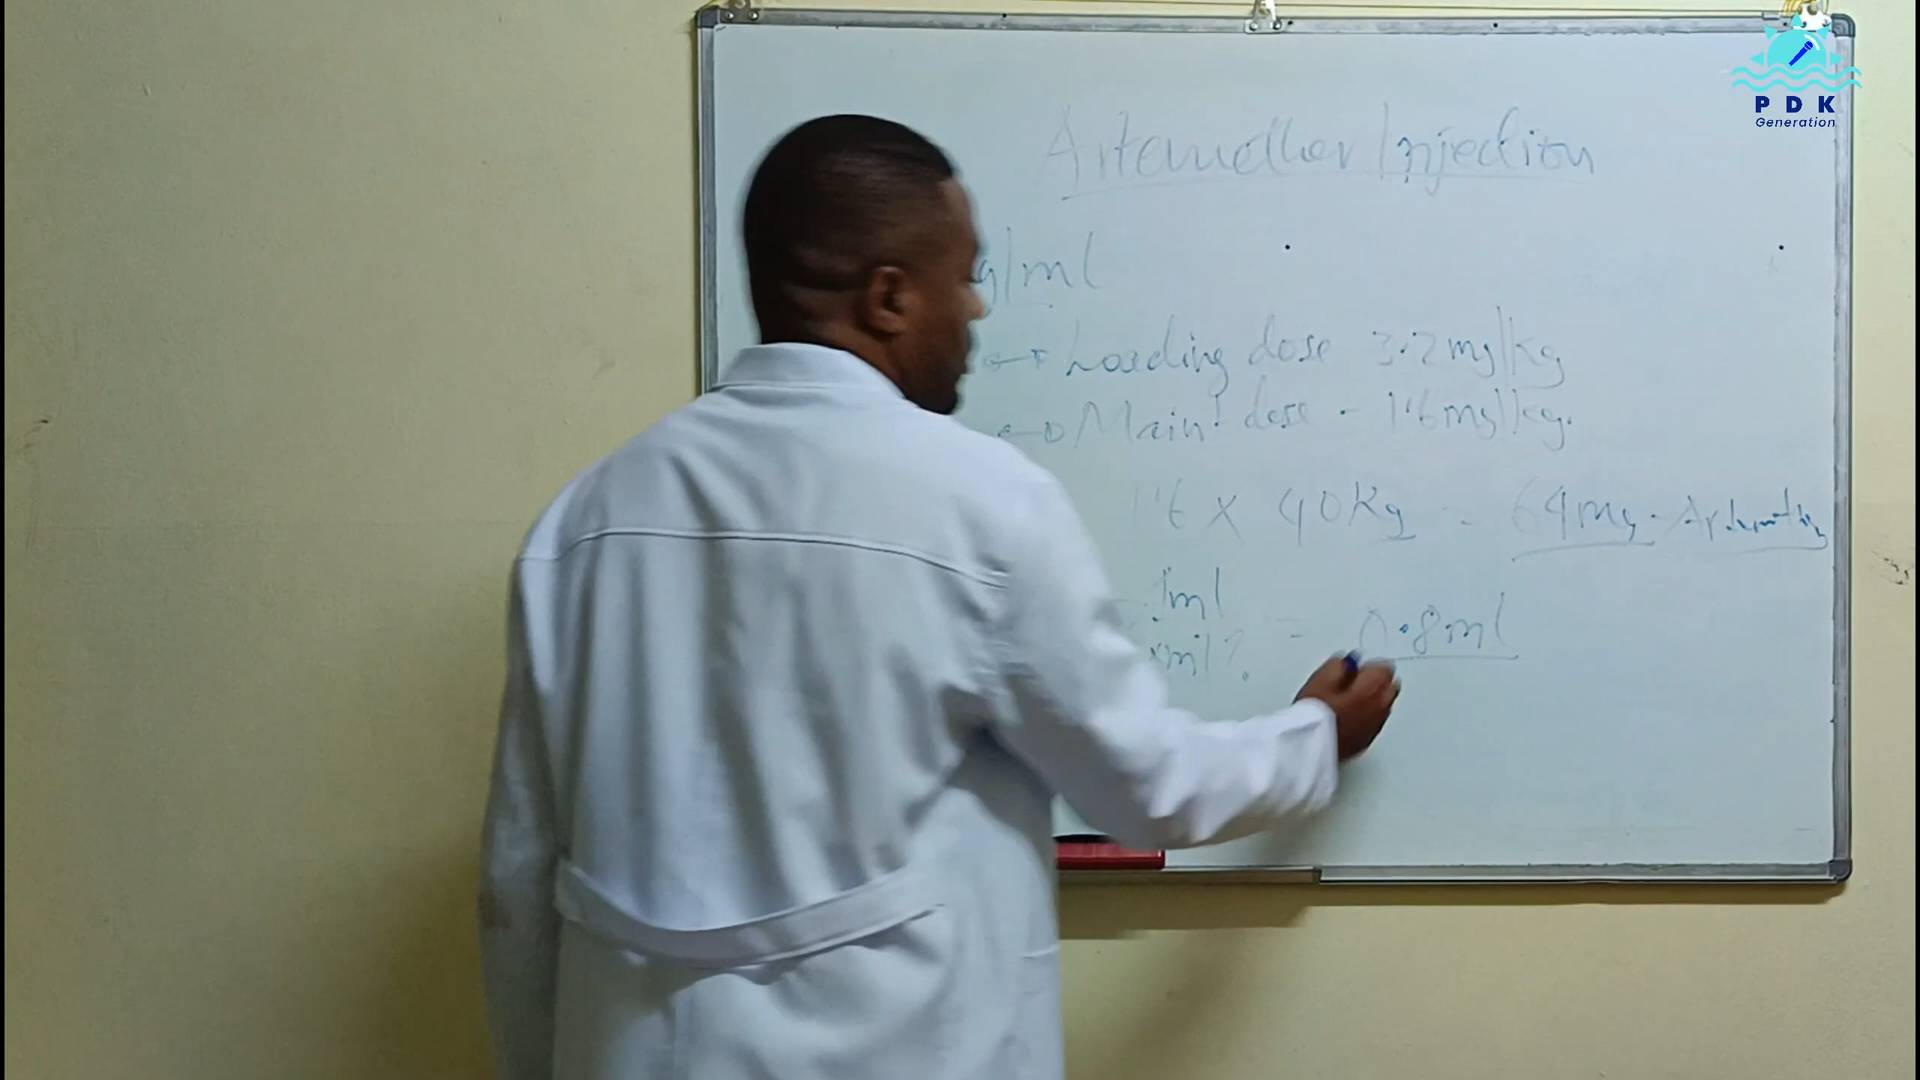 PDK
Generation
Artemether Injection
g/ml
Loading dose 3.2mg/kg
Maint dose - 1.6mg/kg.
1.6 x 40Kg = 64mg - Artemether
1ml
xml? = 0.8ml